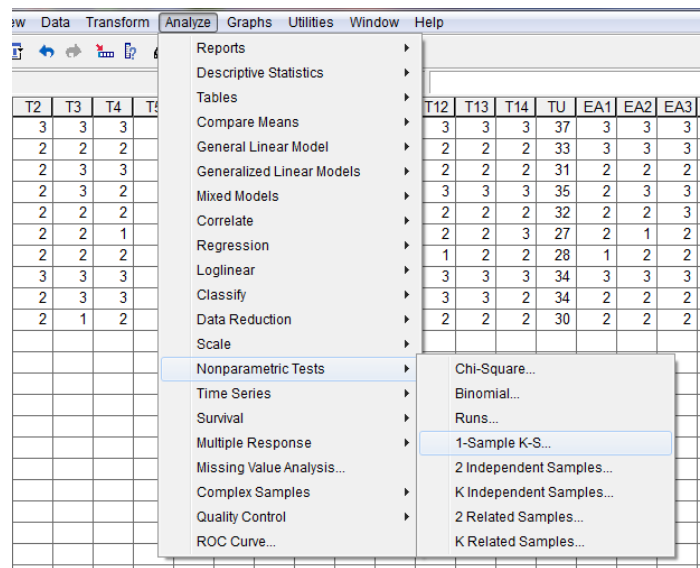 ew Data Transform Analyze Graphs Utilities Window Help
Reports
Descriptive Statistics
Tables
Compare Means
General Linear Model
Generalized Linear Models
Mixed Models
Correlate
Regression
Loglinear
Classify
Data Reduction
Scale
Nonparametric Tests
Time Series
Survival
Multiple Response
Missing Value Analysis...
Complex Samples
Quality Control
ROC Curve...
Chi-Square...
Binomial...
Runs...
1-Sample K-S...
2 Independent Samples...
K Independent Samples...
2 Related Samples...
K Related Samples...
T2 T3 T4 T12 T13 T14 TU EA1 EA2 EA3
3 3 3 3 3 3 37 3 3 3
2 2 2 2 2 2 33 3 3 3
2 3 3 2 2 2 31 2 2 2
2 3 2 3 3 3 35 2 3 3
2 2 2 2 2 2 32 2 2 3
2 2 1 2 2 3 27 2 1 2
2 2 2 1 2 2 28 1 2 2
3 3 3 3 3 3 34 3 3 3
2 3 3 3 3 2 34 2 2 2
2 1 2 2 2 2 30 2 2 2